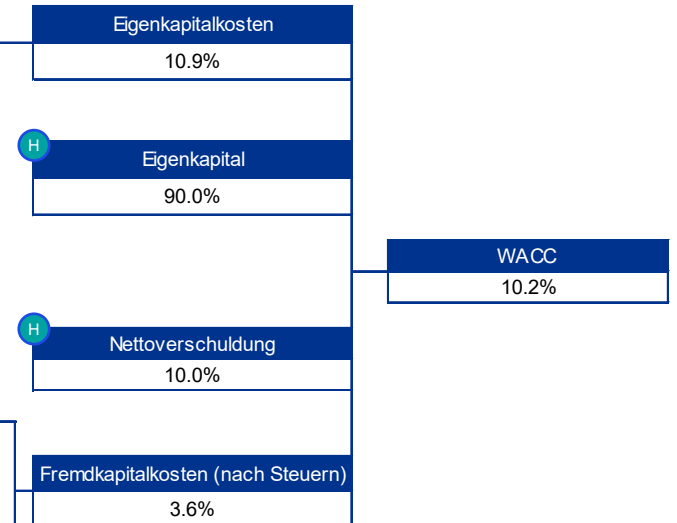 Eigenkapitalkosten
10.9%
H
Eigenkapital
90.0%
WACC
10.2%
H
Nettoverschuldung
10.0%
Fremdkapitalkosten (nach Steuern)
3.6%